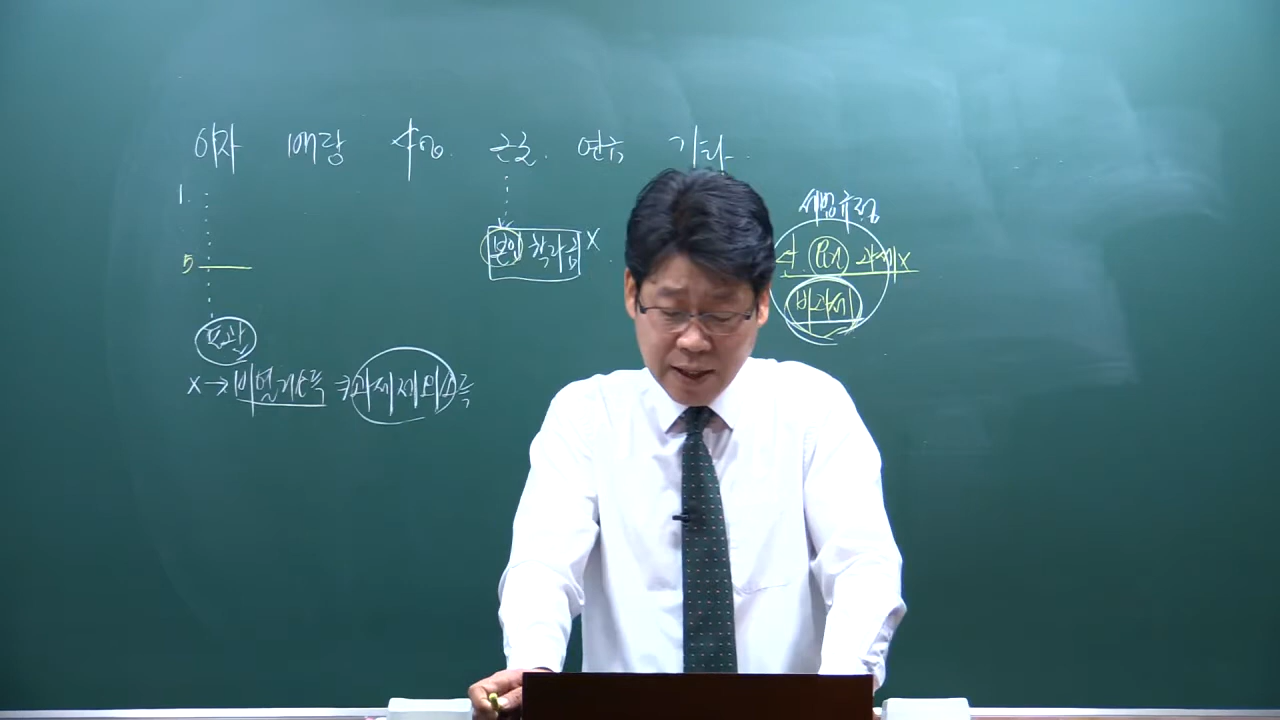 이자 배당 사업. 근로. 연금 기타.
1.
세법규정
본인 학자금 X
과세X
5
비과세
초과
X → 비열거소득 ⇒ 과세제외소득